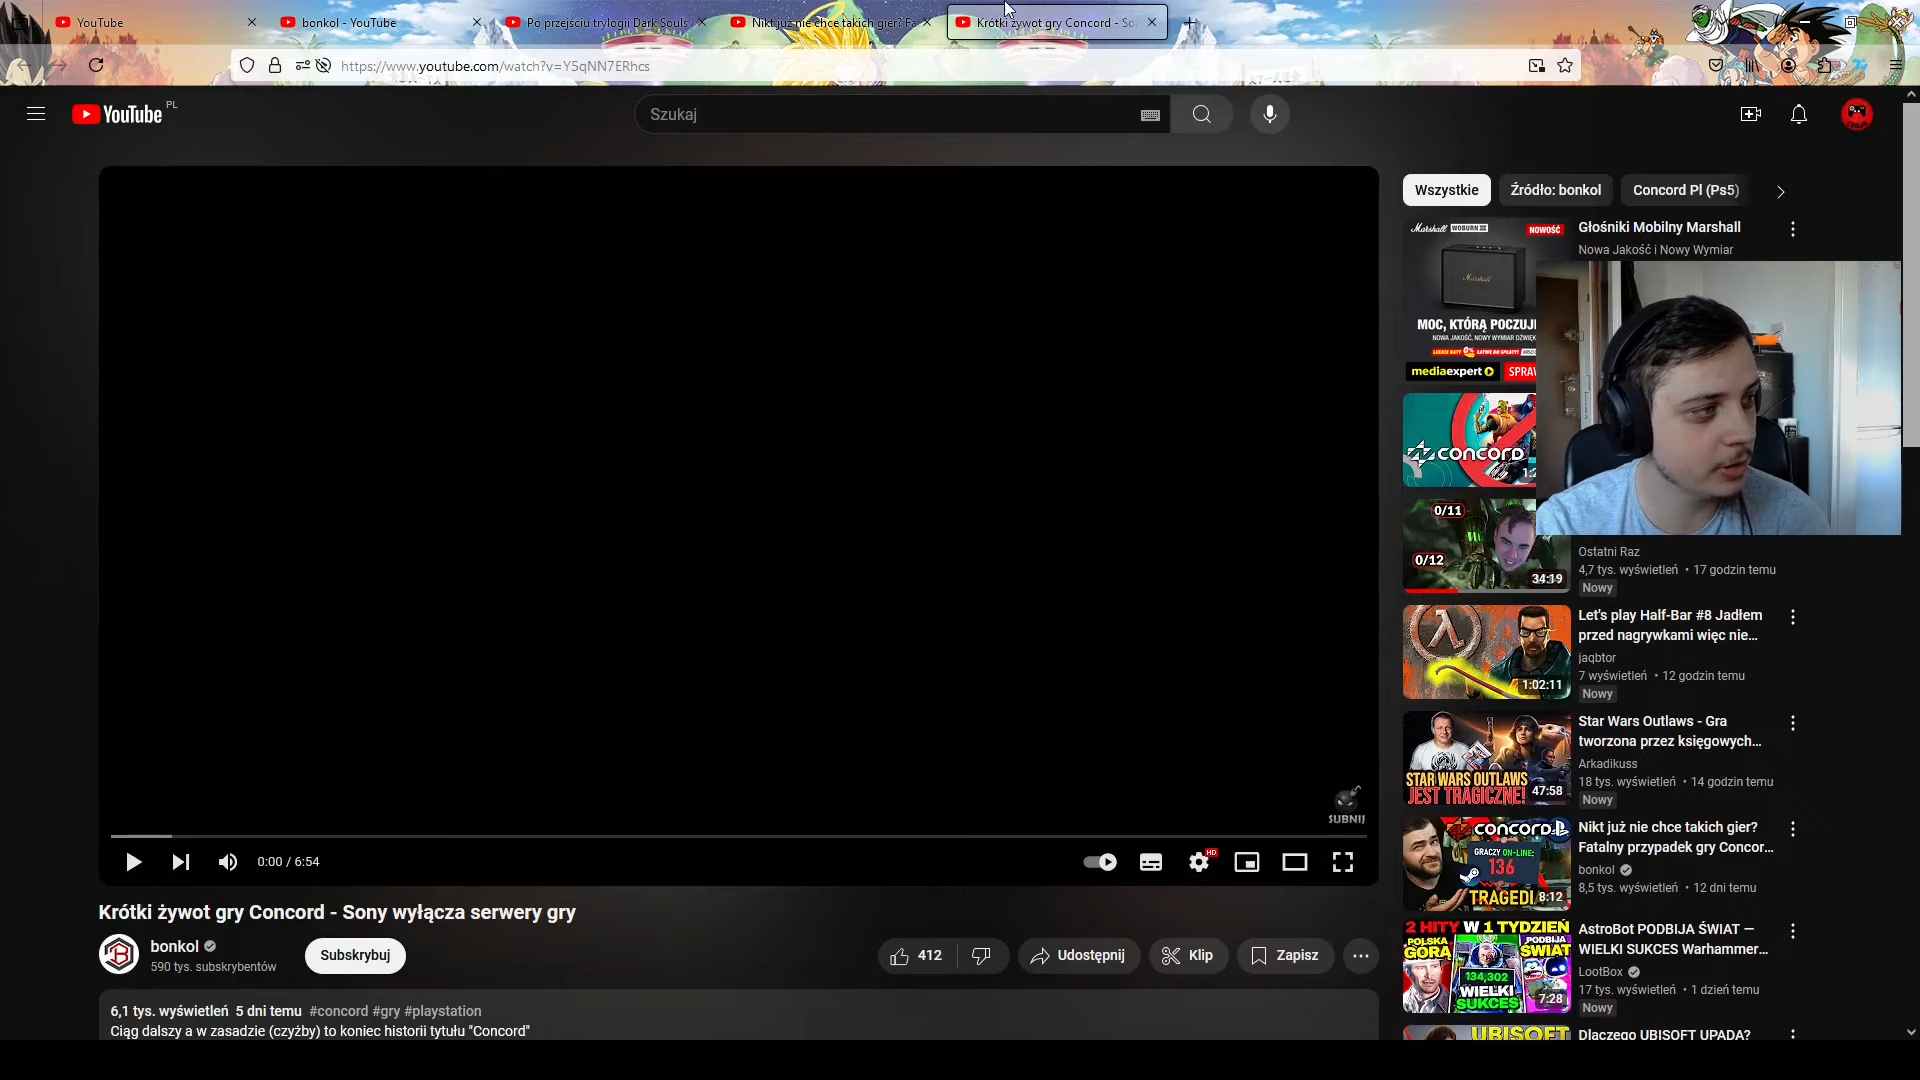 YouTube
bonkol - YouTube
Po przejściu trylogii Dark Souls
Nikt już nie chce takich gier? Fa
Krótki żywot gry Concord - So
https://www.youtube.com/watch?v=Y5qNN7ERhcs
YouTube PL
Szukaj
SUBNIJ
0:00 / 6:54
HD
Krótki żywot gry Concord - Sony wyłącza serwery gry
bonkol
590 tys. subskrybentów
Subskrybuj
412
Udostępnij
Klip
Zapisz
6,1 tys. wyświetleń 5 dni temu #concord #gry #playstation
Ciąg dalszy a w zasadzie (czyżby) to koniec historii tytułu "Concord"
Wszystkie
Źródło: bonkol
Concord Pl (Ps5)
Marshall WOBURN III
NOWOŚĆ
Marshall
MOC, KTÓRĄ POCZUJE
mediaexpert
SPRAW
Głośniki Mobilny Marshall
Nowa Jakość i Nowy Wymiar
CONCORD
0/11
0/12
34:19
Ostatni Raz
4,7 tys. wyświetleń • 17 godzin temu
Nowy
1:02:11
Let's play Half-Bar #8 Jadłem
przed nagrywkami więc nie...
jaqbtor
7 wyświetleń • 12 godzin temu
Nowy
STAR WARS OUTLAWS
JEST TRAGICZNE!
47:58
Star Wars Outlaws - Gra
tworzona przez księgowych...
Arkadikuss
18 tys. wyświetleń • 14 godzin temu
Nowy
CONCORD
GRACZY ON-LINE:
136
TRAGEDI
8:12
Nikt już nie chce takich gier?
Fatalny przypadek gry Concor...
bonkol
8,5 tys. wyświetleń • 12 dni temu
2 HITY W 1 TYDZIEŃ
POLSKA
GÓRĄ
PODBIJA
ŚWIAT
134,302
WIELKI
SUKCES
7:28
AstroBot PODBIJA ŚWIAT —
WIELKI SUKCES Warhammer...
LootBox
17 tys. wyświetleń • 1 dzień temu
Nowy
UBISOFT
Dlaczego UBISOFT UPADA?